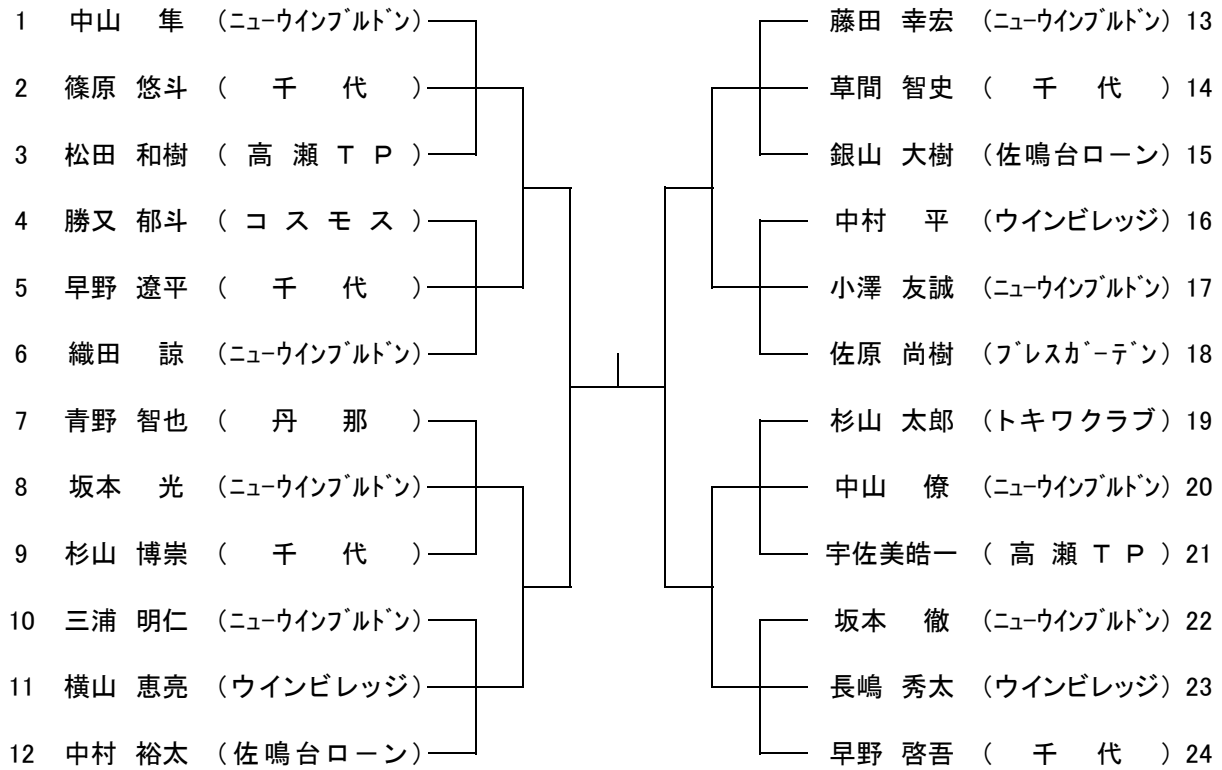 1 中山 隼 (ﾆｭｰｳｲﾝﾌﾞﾙﾄﾞﾝ)
2 篠原 悠斗 ( 千 代 )
3 松田 和樹 ( 高 瀬 T P )
4 勝又 郁斗 ( コ ス モ ス )
5 早野 遼平 ( 千 代 )
6 織田 諒 (ﾆｭｰｳｲﾝﾌﾞﾙﾄﾞﾝ)
7 青野 智也 ( 丹 那 )
8 坂本 光 (ﾆｭｰｳｲﾝﾌﾞﾙﾄﾞﾝ)
9 杉山 博崇 ( 千 代 )
10 三浦 明仁 (ﾆｭｰｳｲﾝﾌﾞﾙﾄﾞﾝ)
11 横山 恵亮 (ウインビレッジ)
12 中村 裕太 (佐鳴台ローン)
藤田 幸宏 (ﾆｭｰｳｲﾝﾌﾞﾙﾄﾞﾝ) 13
草間 智史 ( 千 代 ) 14
銀山 大樹 (佐鳴台ローン) 15
中村 平 (ウインビレッジ) 16
小澤 友誠 (ﾆｭｰｳｲﾝﾌﾞﾙﾄﾞﾝ) 17
佐原 尚樹 (ﾌﾞﾚｽｶﾞｰﾃﾞﾝ) 18
杉山 太郎 (トキワクラブ) 19
中山 僚 (ﾆｭｰｳｲﾝﾌﾞﾙﾄﾞﾝ) 20
宇佐美皓一 ( 高 瀬 T P ) 21
坂本 徹 (ﾆｭｰｳｲﾝﾌﾞﾙﾄﾞﾝ) 22
長嶋 秀太 (ウインビレッジ) 23
早野 啓吾 ( 千 代 ) 24